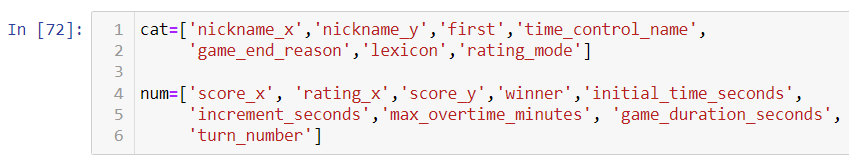 In [72]:
1 cat=['nickname_x','nickname_y','first','time_control_name',
2 'game_end_reason','lexicon','rating_mode']
3
4 num=['score_x', 'rating_x','score_y','winner','initial_time_seconds',
5 'increment_seconds','max_overtime_minutes', 'game_duration_seconds',
6 'turn_number']